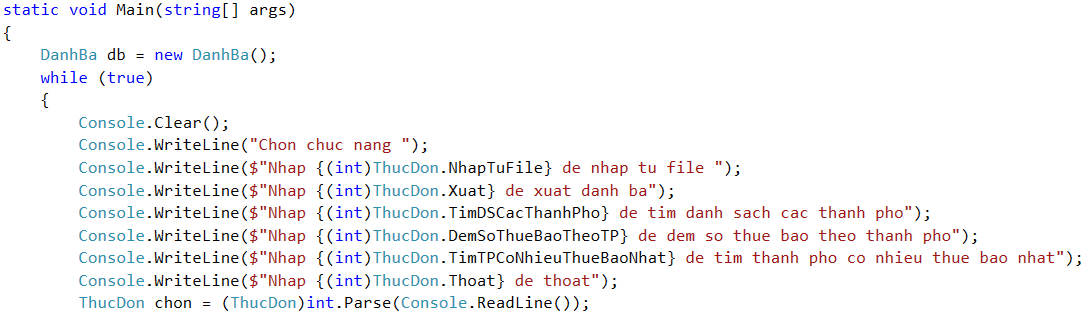 static void Main(string[] args)
{
    DanhBa db = new DanhBa();
    while (true)
    {
        Console.Clear();
        Console.WriteLine("Chon chuc nang ");
        Console.WriteLine($"Nhap {(int)ThucDon.NhapTuFile} de nhap tu file ");
        Console.WriteLine($"Nhap {(int)ThucDon.Xuat} de xuat danh ba");
        Console.WriteLine($"Nhap {(int)ThucDon.TimDSCacThanhPho} de tim danh sach cac thanh pho");
        Console.WriteLine($"Nhap {(int)ThucDon.DemSoThueBaoTheoTP} de dem so thue bao theo thanh pho");
        Console.WriteLine($"Nhap {(int)ThucDon.TimTPCoNhieuThueBaoNhat} de tim thanh pho co nhieu thue bao nhat");
        Console.WriteLine($"Nhap {(int)ThucDon.Thoat} de thoat");
        ThucDon chon = (ThucDon)int.Parse(Console.ReadLine());